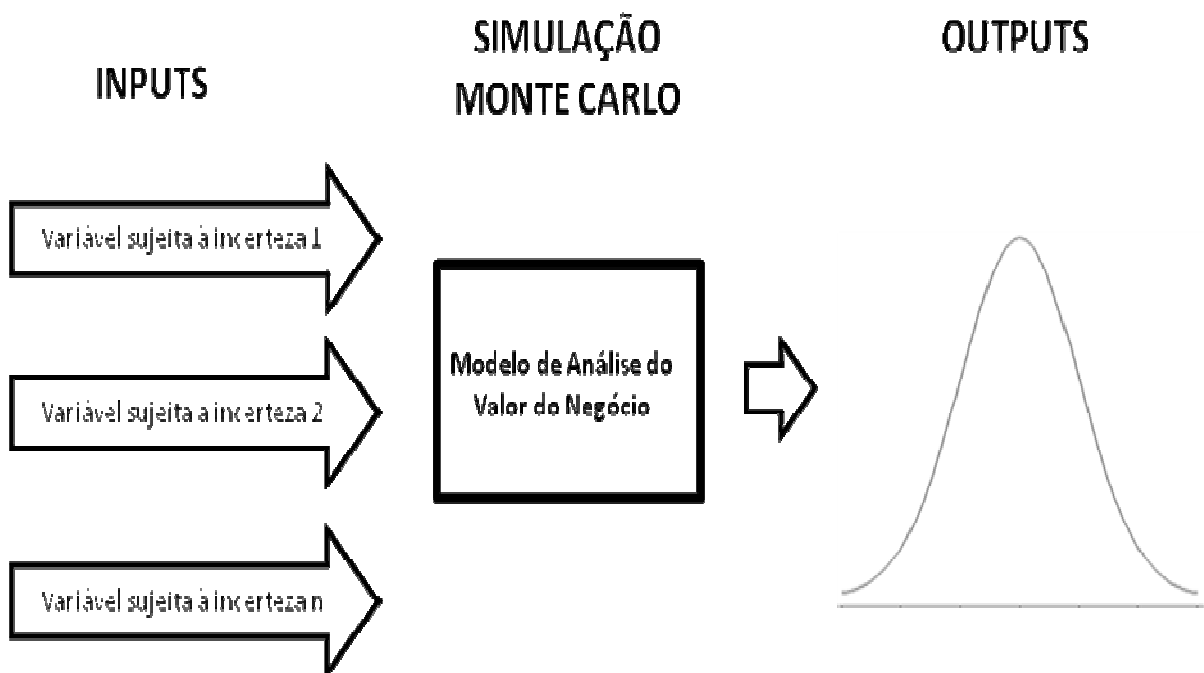 INPUTS
SIMULAÇÃO
MONTE CARLO
OUTPUTS
Variável sujeita à incerteza 1
Variável sujeita a incerteza 2
Variável sujeita à incerteza n
Modelo de Análise do
Valor do Negócio